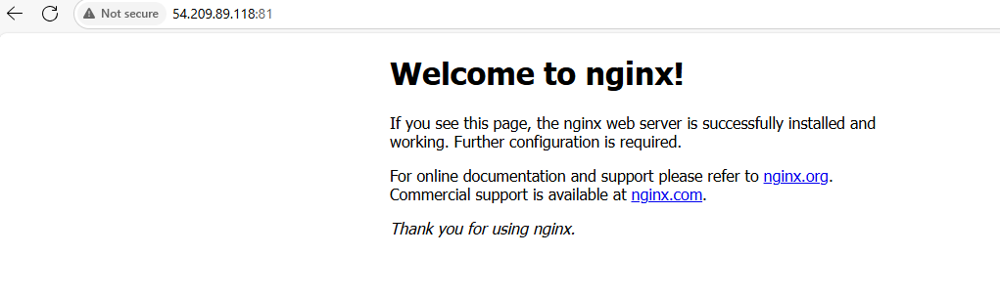 Not secure 54.209.89.118:81
Welcome to nginx!
If you see this page, the nginx web server is successfully installed and
working. Further configuration is required.
For online documentation and support please refer to nginx.org.
Commercial support is available at nginx.com.
Thank you for using nginx.